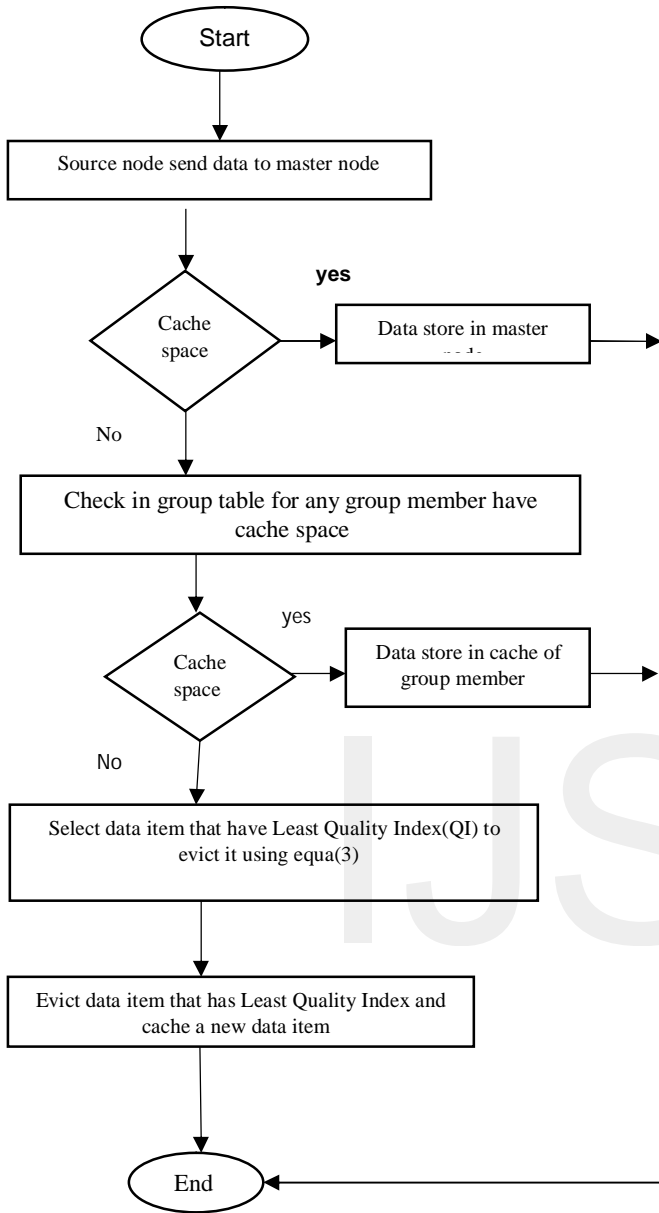 Start
Source node send data to master node
yes
Cache
space
Data store in master
No
Check in group table for any group member have
cache space
yes
Cache
space
Data store in cache of
group member
No
Select data item that have Least Quality Index(QI) to
evict it using equa(3)
Evict data item that has Least Quality Index and
cache a new data item
End
IJS